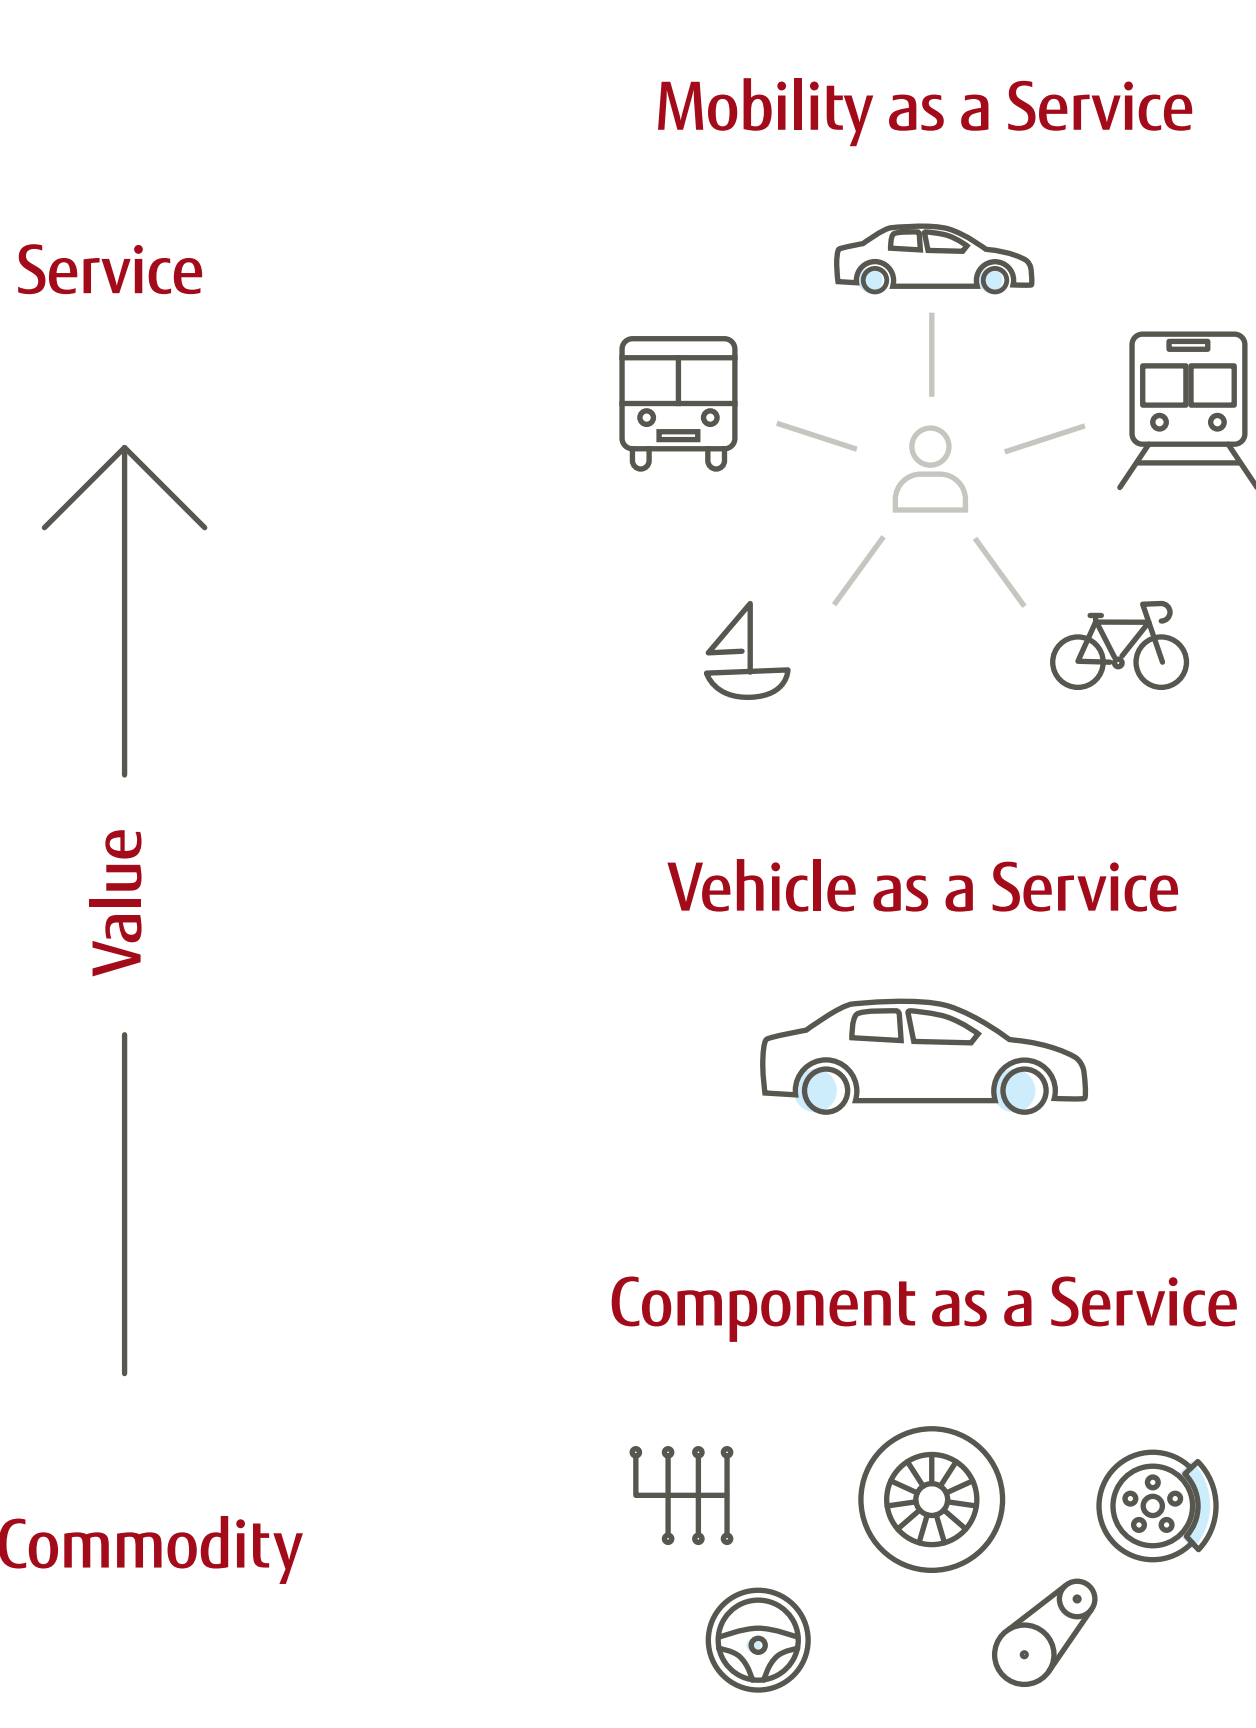 Mobility as a Service
Service
Value
Vehicle as a Service
Component as a Service
Commodity